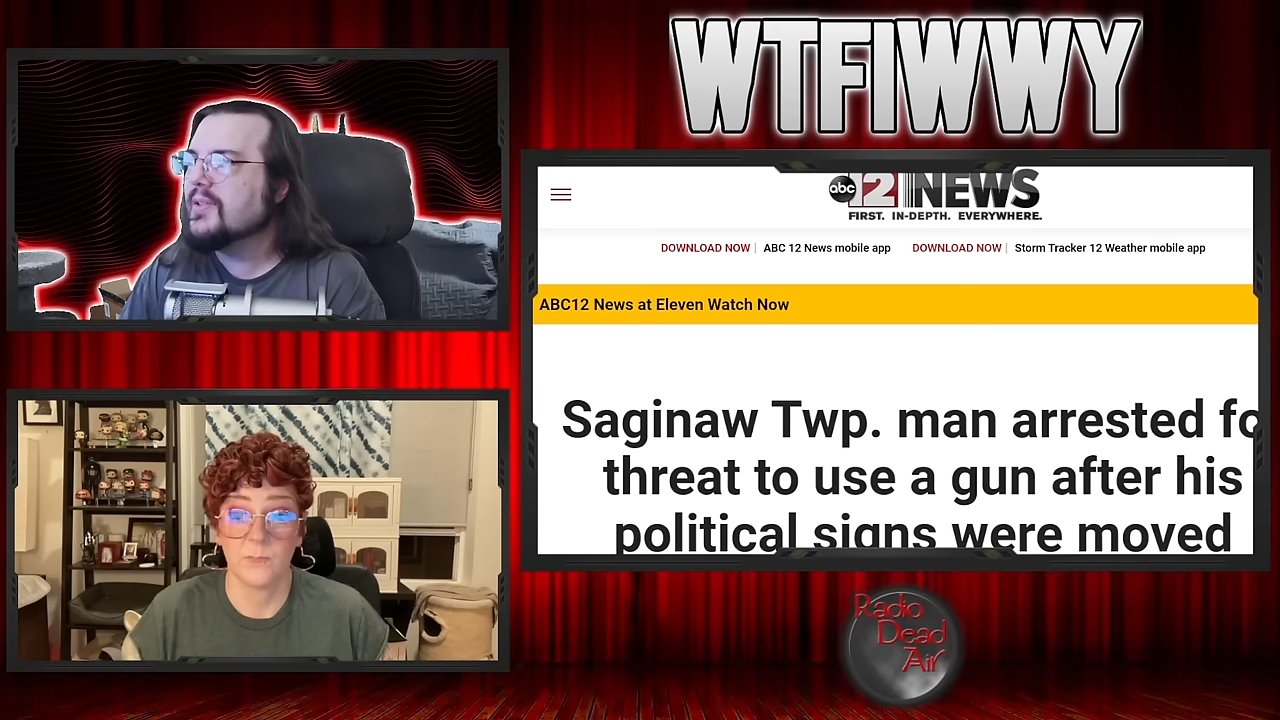 WTFIWWY
abc 12 NEWS
FIRST. IN-DEPTH. EVERYWHERE.
DOWNLOAD NOW | ABC 12 News mobile app DOWNLOAD NOW | Storm Tracker 12 Weather mobile app
ABC12 News at Eleven Watch Now
Saginaw Twp. man arrested fo
threat to use a gun after his
political signs were moved
Radio
Dead
Air